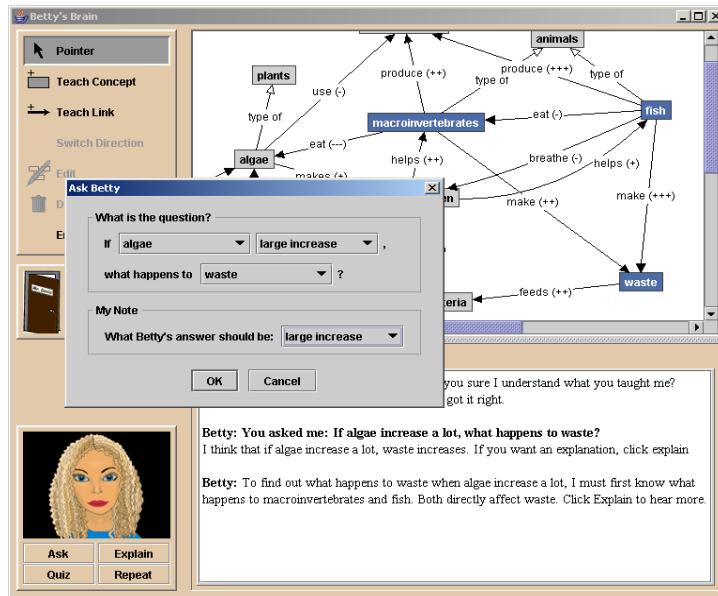 Betty's Brain
Pointer
Teach Concept
Teach Link
Switch Direction
Edit
animals
plants
produce (++)
produce (+++)
type of
type of
use (-)
type of
macroinvertebrates
eat (-)
fish
eat (---)
algae
helps (++)
breathe (-)
helps (+)
makes (+)
make (++)
make (+++)
waste
feeds (++)
Ask Betty
What is the question?
If algae large increase ,
what happens to waste ?
My Note
What Betty's answer should be: large increase
OK Cancel
you sure I understand what you taught me?
got it right.
Betty: You asked me: If algae increase a lot, what happens to waste?
I think that if algae increase a lot, waste increases. If you want an explanation, click explain
Betty: To find out what happens to waste when algae increase a lot, I must first know what
happens to macroinvertebrates and fish. Both directly affect waste. Click Explain to hear more.
Ask Explain
Quiz Repeat